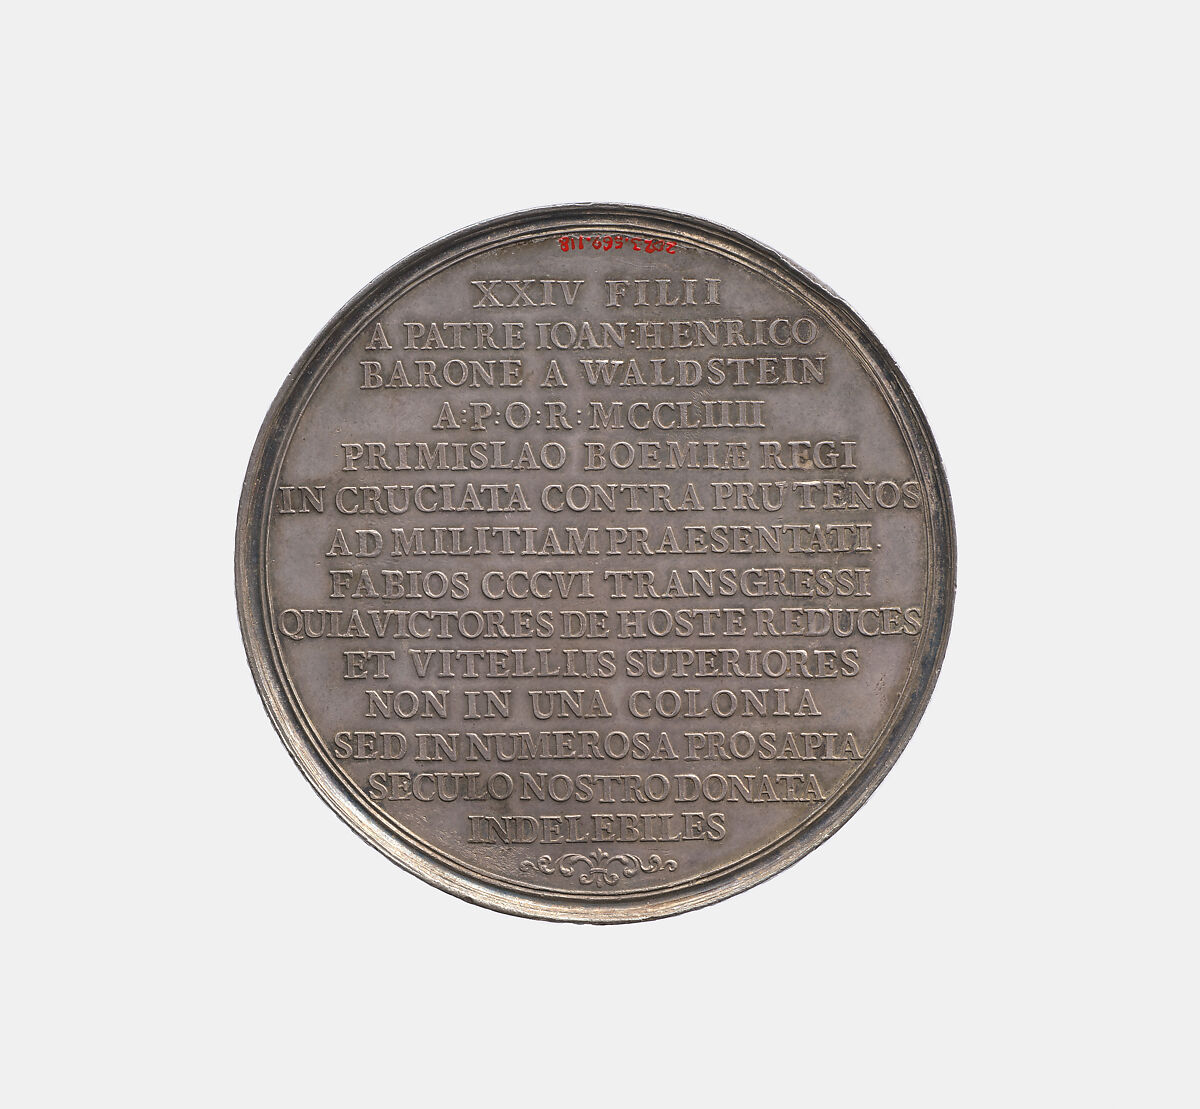 2023.560.118
XXIV FILII
A PATRE IOAN:HENRICO
BARONE A WALDSTEIN
A:P:O:R:MCCLIIII
PRIMISLAO BOEMIÆ REGI
IN CRUCIATA CONTRA PRUTENOS
AD MILITIAM PRAESENTATI.
FABIOS CCCVI TRANSGRESSI
QUIA VICTORES DE HOSTE REDUCES
ET VITELLIIS SUPERIORES
NON IN UNA COLONIA
SED IN NUMEROSA PROSAPIA
SECULO NOSTRO DONATA
INDELEBILES